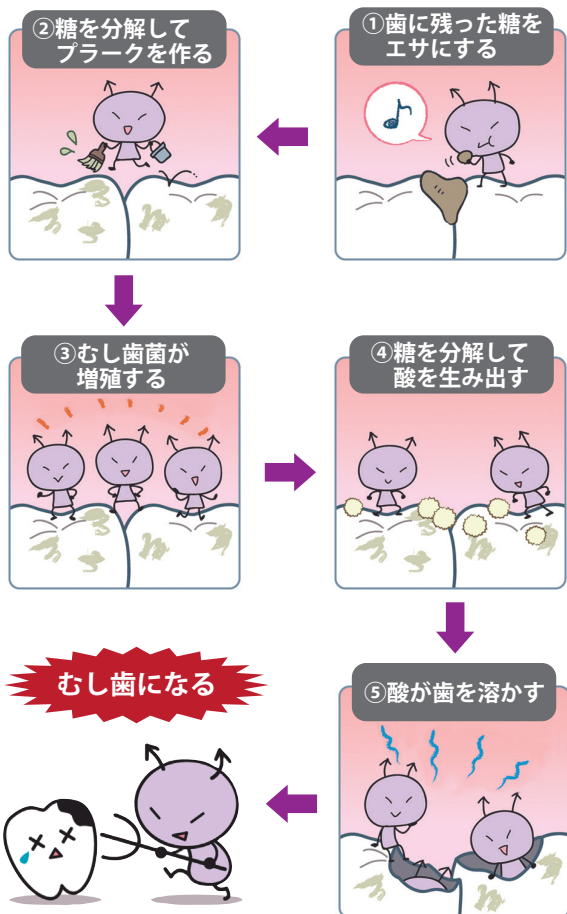 ①歯に残った糖を
エサにする
②糖を分解して
プラークを作る
③むし歯菌が
増殖する
④糖を分解して
酸を生み出す
⑤酸が歯を溶かす
むし歯になる